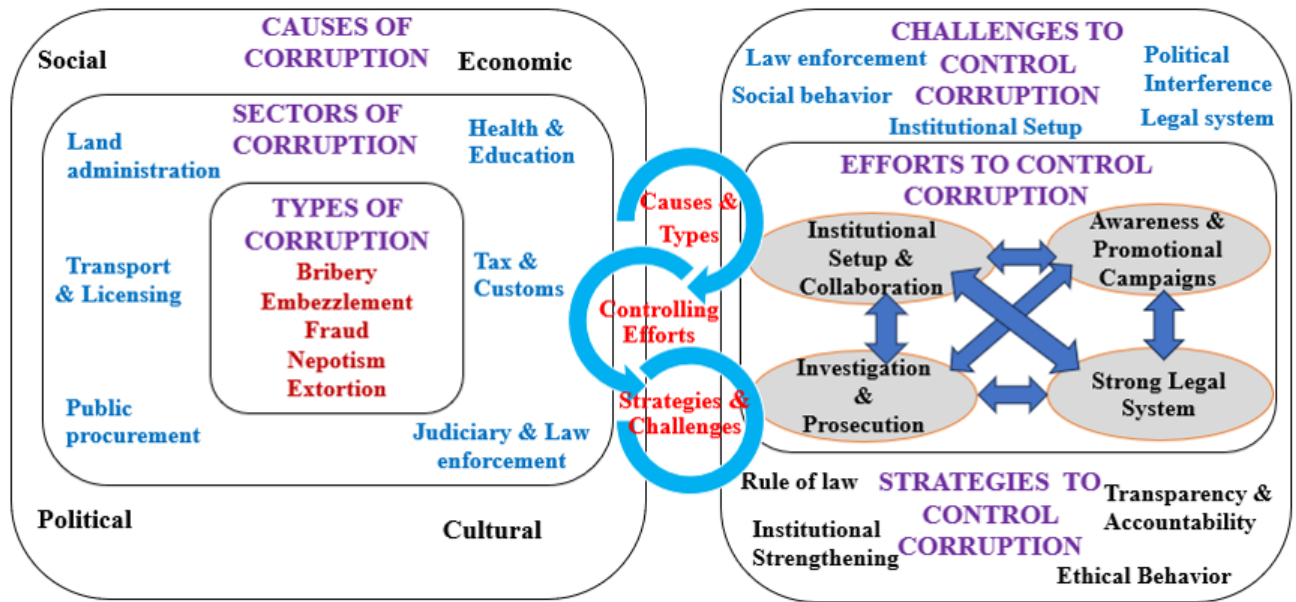 CAUSES OF
CORRUPTION
Social
Economic
SECTORS OF
CORRUPTION
Land
administration
Health &
Education
TYPES OF
CORRUPTION
Bribery
Embezzlement
Fraud
Nepotism
Extortion
Transport
& Licensing
Tax &
Customs
Public
procurement
Judiciary & Law
enforcement
Political
Cultural
Causes &
Types
Controlling
Efforts
Strategies &
Challenges
CHALLENGES TO
CONTROL
CORRUPTION
Law enforcement
Social behavior
Institutional Setup
Political
Interference
Legal system
EFFORTS TO CONTROL
CORRUPTION
Institutional
Setup &
Collaboration
Awareness &
Promotional
Campaigns
Investigation
&
Prosecution
Strong Legal
System
STRATEGIES TO
CONTROL
CORRUPTION
Rule of law
Institutional
Strengthening
Transparency &
Accountability
Ethical Behavior